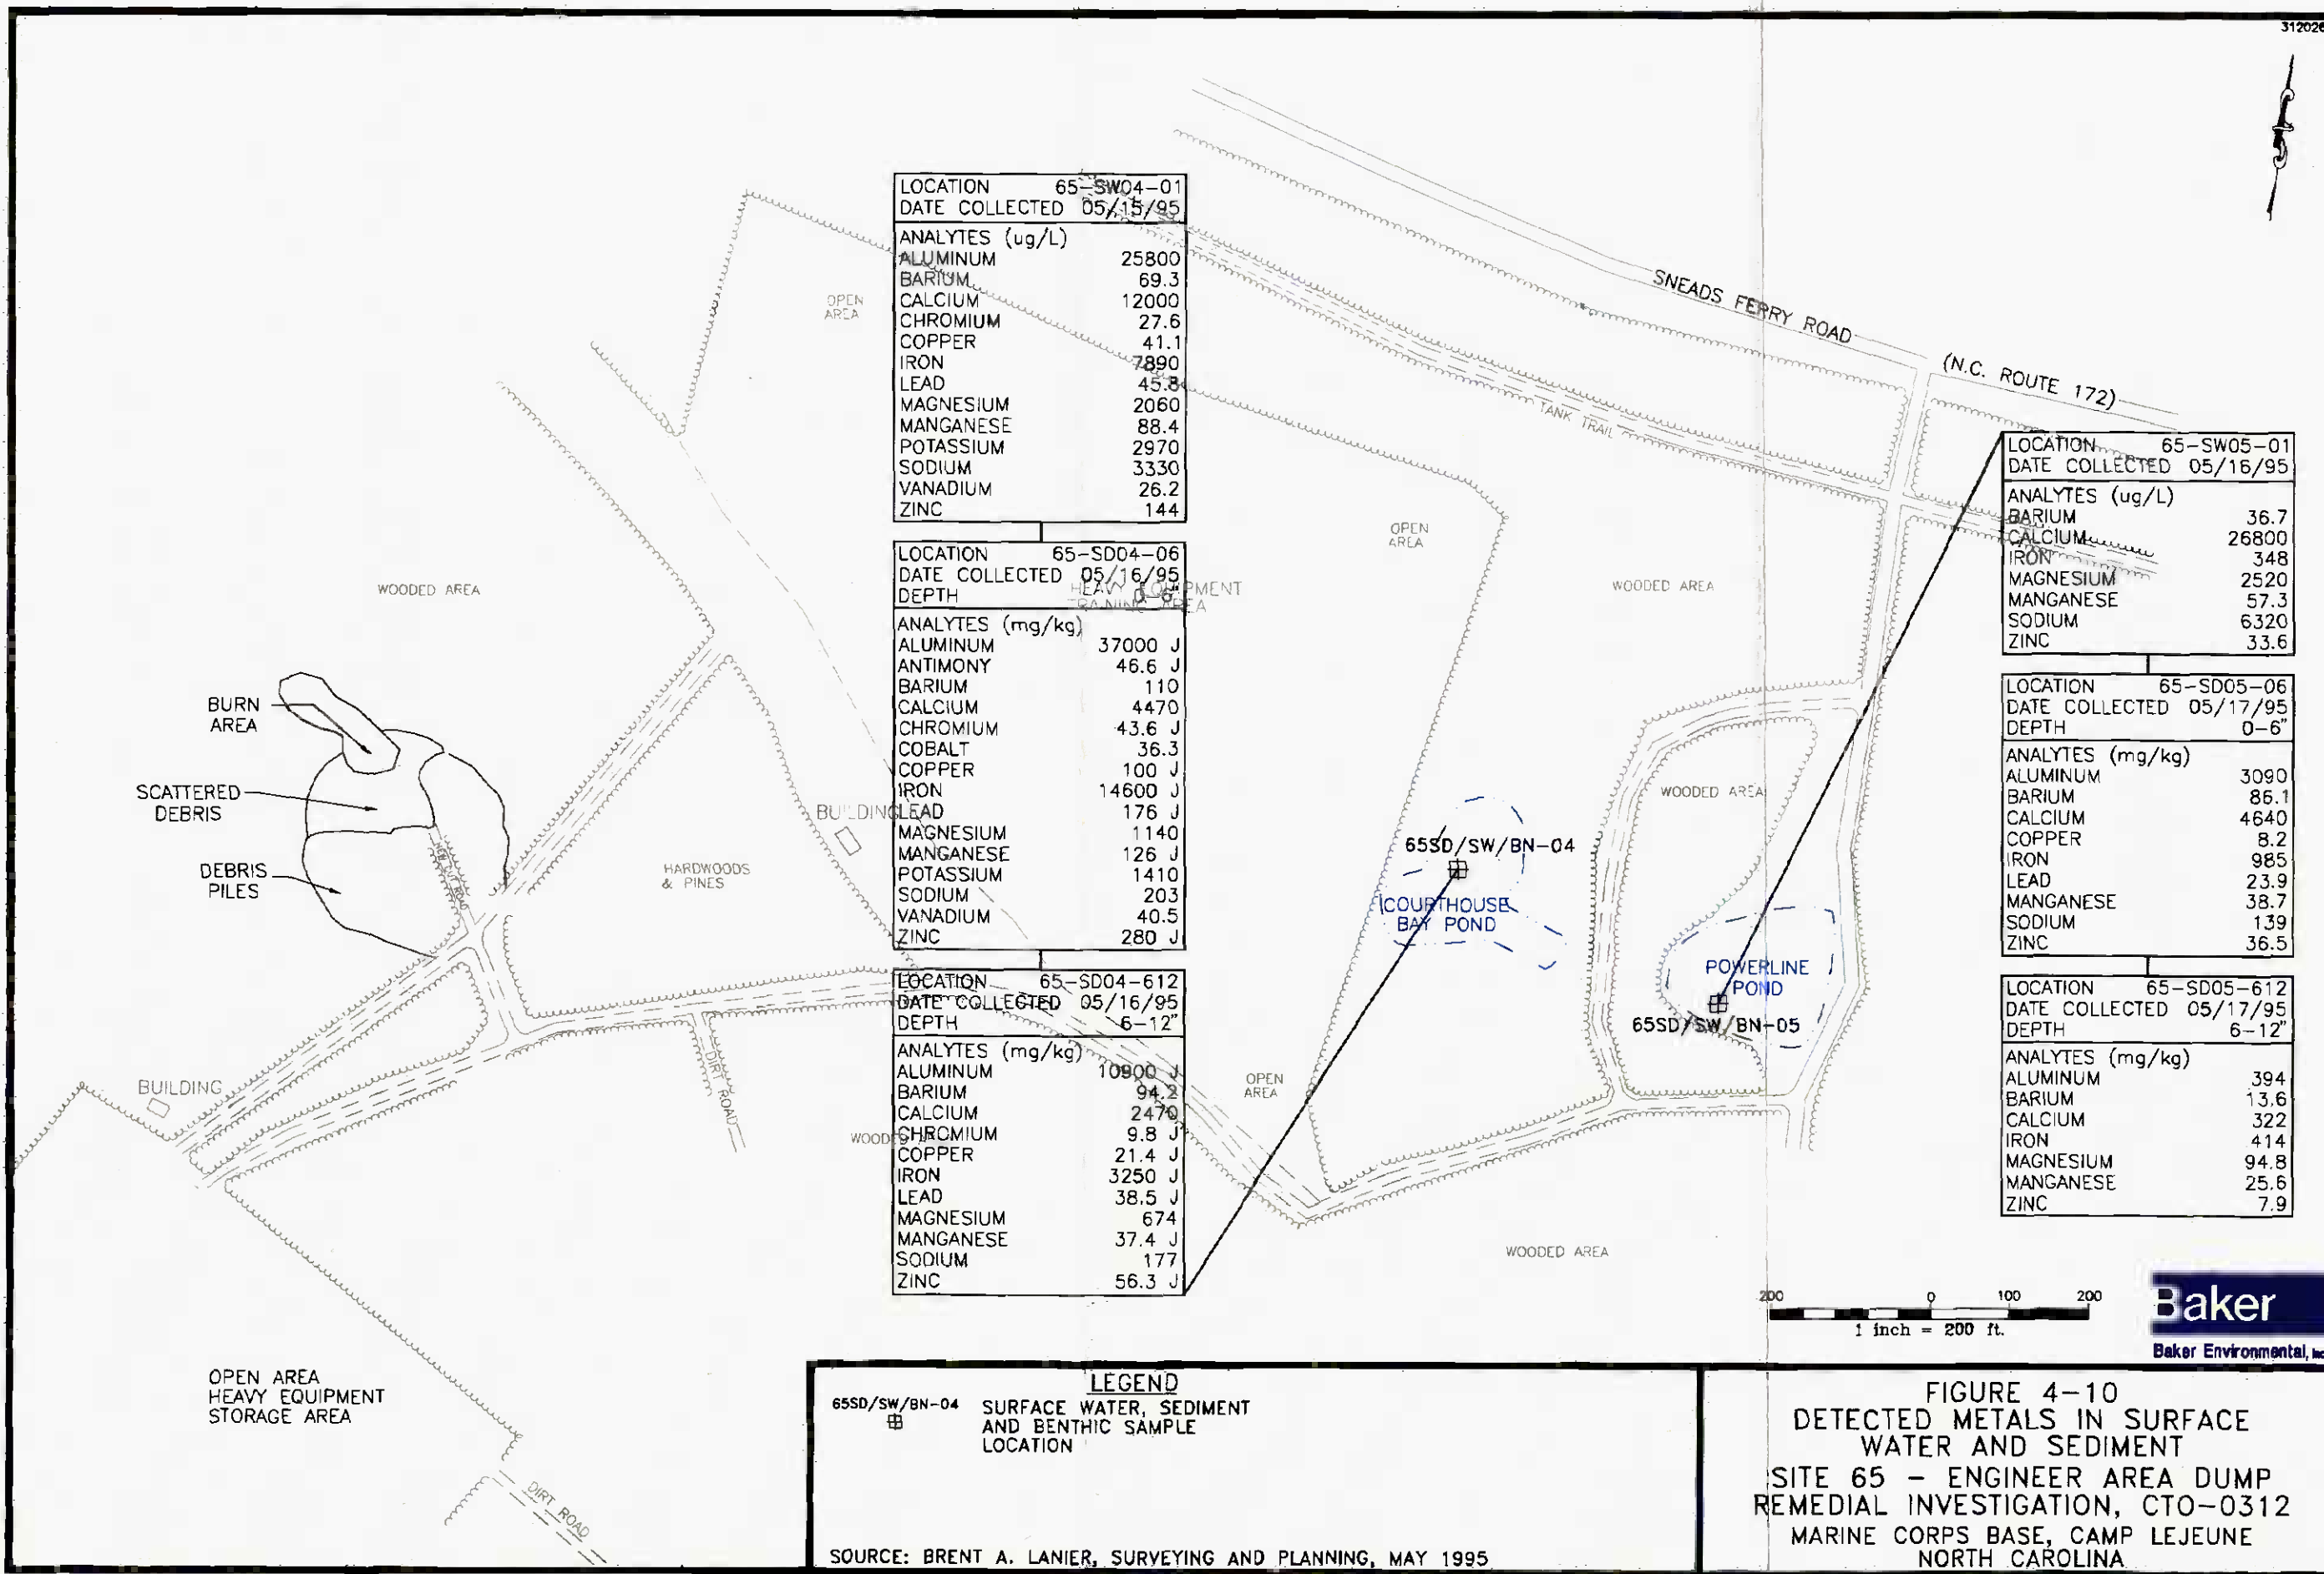 312026
LOCATION 65-SW04-01
DATE COLLECTED 05/15/95
ANALYTES (ug/L)
ALUMINUM 25800
BARIUM 69.3
CALCIUM 12000
CHROMIUM 27.6
COPPER 41.1
IRON 7890
LEAD 45.8
MAGNESIUM 2060
MANGANESE 88.4
POTASSIUM 2970
SODIUM 3330
VANADIUM 26.2
ZINC 144
LOCATION 65-SD04-06
DATE COLLECTED 05/16/95
DEPTH 0-6"
ANALYTES (mg/kg)
ALUMINUM 37000 J
ANTIMONY 46.6 J
BARIUM 110
CALCIUM 4470
CHROMIUM 43.6 J
COBALT 36.3
COPPER 100 J
IRON 14600 J
LEAD 176 J
MAGNESIUM 1140
MANGANESE 126 J
POTASSIUM 1410
SODIUM 203
VANADIUM 40.5
ZINC 280 J
LOCATION 65-SD04-612
DATE COLLECTED 05/16/95
DEPTH 6-12"
ANALYTES (mg/kg)
ALUMINUM 10900 J
BARIUM 94.2
CALCIUM 2470
CHROMIUM 9.8 J
COPPER 21.4 J
IRON 3250 J
LEAD 38.5 J
MAGNESIUM 674
MANGANESE 37.4 J
SODIUM 177
ZINC 56.3 J
LOCATION 65-SW05-01
DATE COLLECTED 05/16/95
ANALYTES (ug/L)
BARIUM 36.7
CALCIUM 26800
IRON 348
MAGNESIUM 2520
MANGANESE 57.3
SODIUM 6320
ZINC 33.6
LOCATION 65-SD05-06
DATE COLLECTED 05/17/95
DEPTH 0-6"
ANALYTES (mg/kg)
ALUMINUM 3090
BARIUM 86.1
CALCIUM 4640
COPPER 8.2
IRON 985
LEAD 23.9
MANGANESE 38.7
SODIUM 139
ZINC 36.5
LOCATION 65-SD05-612
DATE COLLECTED 05/17/95
DEPTH 6-12"
ANALYTES (mg/kg)
ALUMINUM 394
BARIUM 13.6
CALCIUM 322
IRON 414
MAGNESIUM 94.8
MANGANESE 25.6
ZINC 7.9
SNEADS FERRY ROAD
(N.C. ROUTE 172)
TANK TRAIL
OPEN
AREA
OPEN
AREA
WOODED AREA
WOODED AREA
HEAVY EQUIPMENT
TRAINING AREA
BURN
AREA
SCATTERED
DEBRIS
DEBRIS
PILES
BUILDING
HARDWOODS
& PINES
WOODED AREA
65SD/SW/BN-04
COURTHOUSE
BAY POND
POWERLINE
POND
65SD/SW/BN-05
BUILDING
DIRT ROAD
OPEN
AREA
WOODED AREA
OPEN AREA
HEAVY EQUIPMENT
STORAGE AREA
DIRT ROAD
200 0 100 200
1 inch = 200 ft.
Baker
Baker Environmental, Inc
LEGEND
65SD/SW/BN-04 SURFACE WATER, SEDIMENT
AND BENTHIC SAMPLE
LOCATION
SOURCE: BRENT A. LANIER, SURVEYING AND PLANNING, MAY 1995
FIGURE 4-10
DETECTED METALS IN SURFACE
WATER AND SEDIMENT
SITE 65 - ENGINEER AREA DUMP
REMEDIAL INVESTIGATION, CTO-0312
MARINE CORPS BASE, CAMP LEJEUNE
NORTH CAROLINA